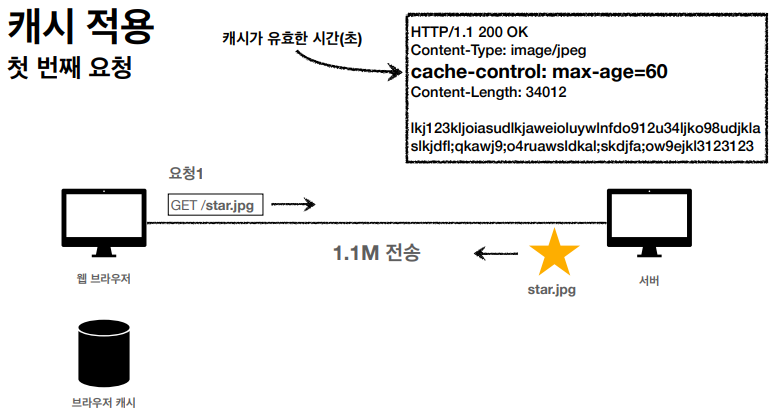 캐시 적용
첫 번째 요청
캐시가 유효한 시간(초)
HTTP/1.1 200 OK
Content-Type: image/jpeg
cache-control: max-age=60
Content-Length: 34012
lkj123kljoiasudlkjaweioluywlnfdo912u34ljko98udjkla
slkjdfl;qkawj9;o4ruawsldkal;skdjfa;ow9ejkl3123123
요청1
GET /star.jpg
1.1M 전송
star.jpg
웹 브라우저
서버
브라우저 캐시